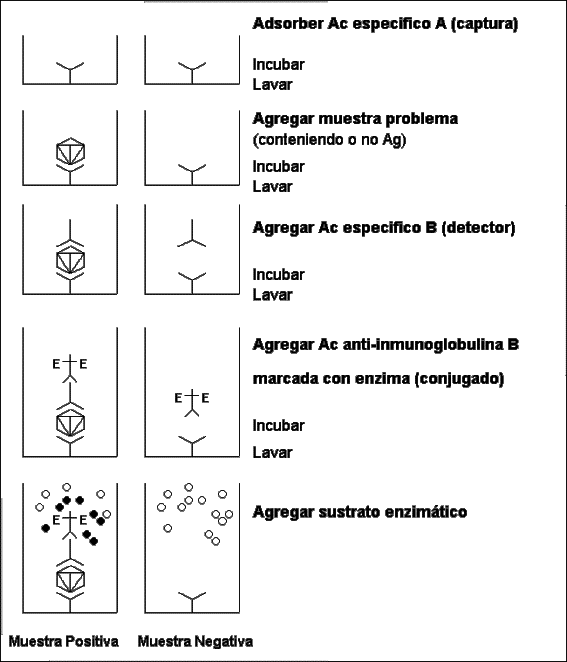 Adsorber Ac especifico A (captura)
Incubar
Lavar
Agregar muestra problema
(conteniendo o no Ag)
Incubar
Lavar
Agregar Ac especifico B (detector)
Incubar
Lavar
Agregar Ac anti-inmunoglobulina B
E E
marcada con enzima (conjugado)
E E
Incubar
Lavar
Agregar sustrato enzimático
E E
Muestra Positiva Muestra Negativa